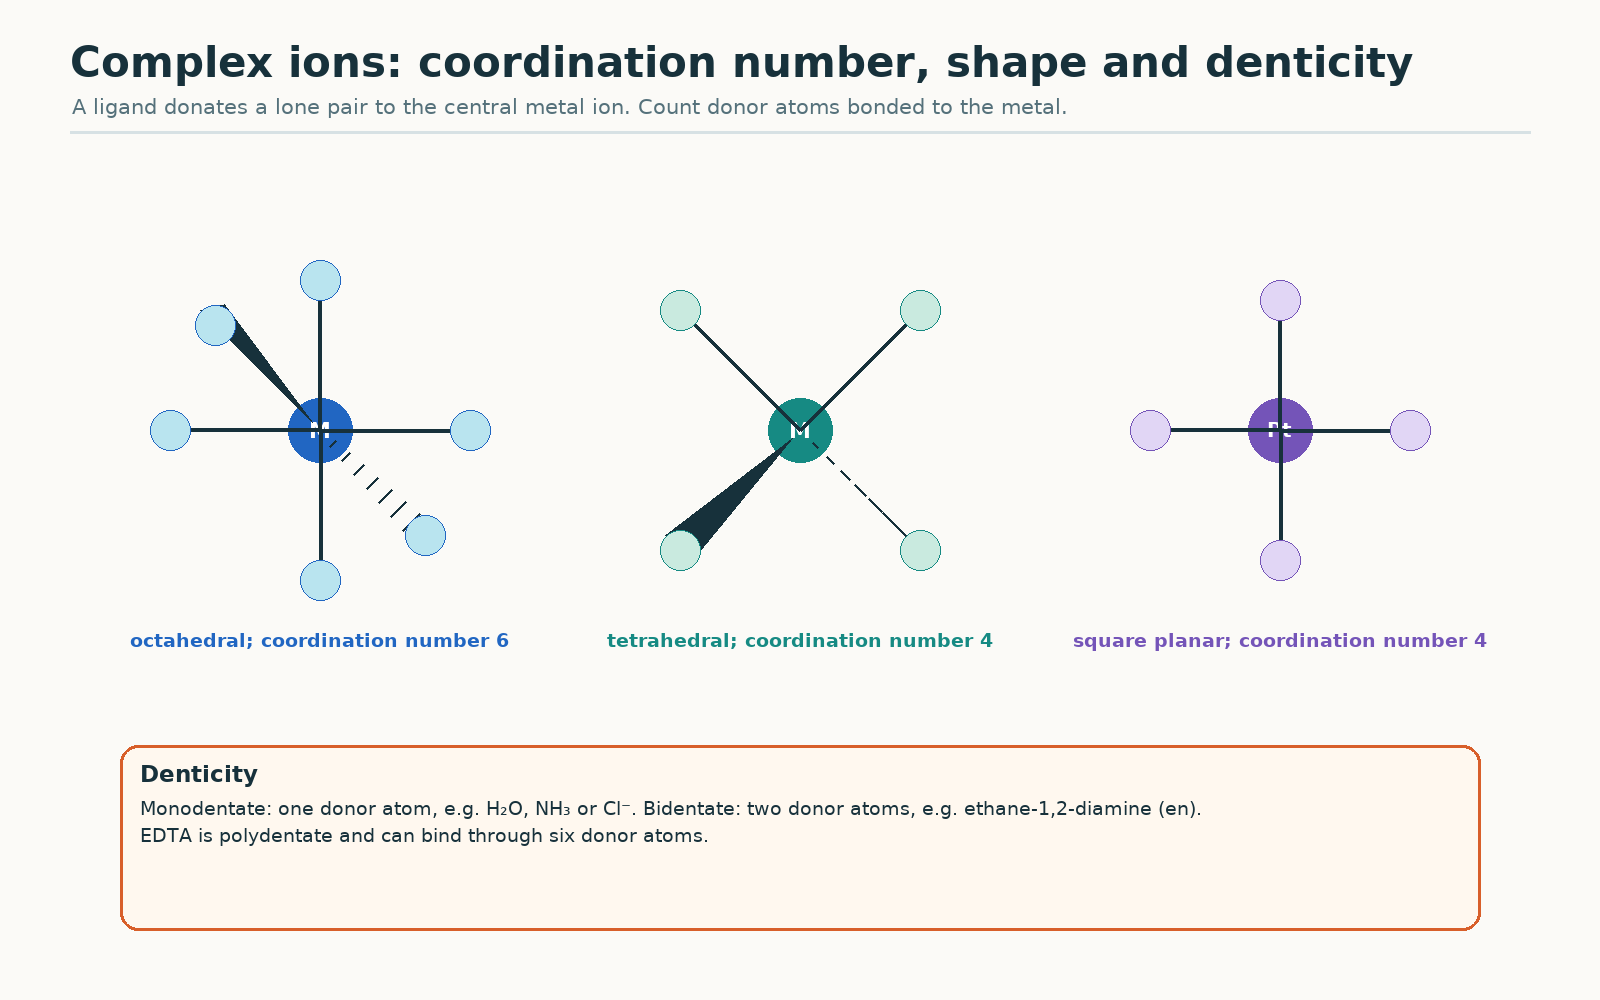 Complex ions: coordination number, shape and denticity
A ligand donates a lone pair to the central metal ion. Count donor atoms bonded to the metal.
M
M
Pt
octahedral; coordination number 6
tetrahedral; coordination number 4
square planar; coordination number 4
Denticity
Monodentate: one donor atom, e.g. H₂O, NH₃ or Cl⁻. Bidentate: two donor atoms, e.g. ethane-1,2-diamine (en).
EDTA is polydentate and can bind through six donor atoms.